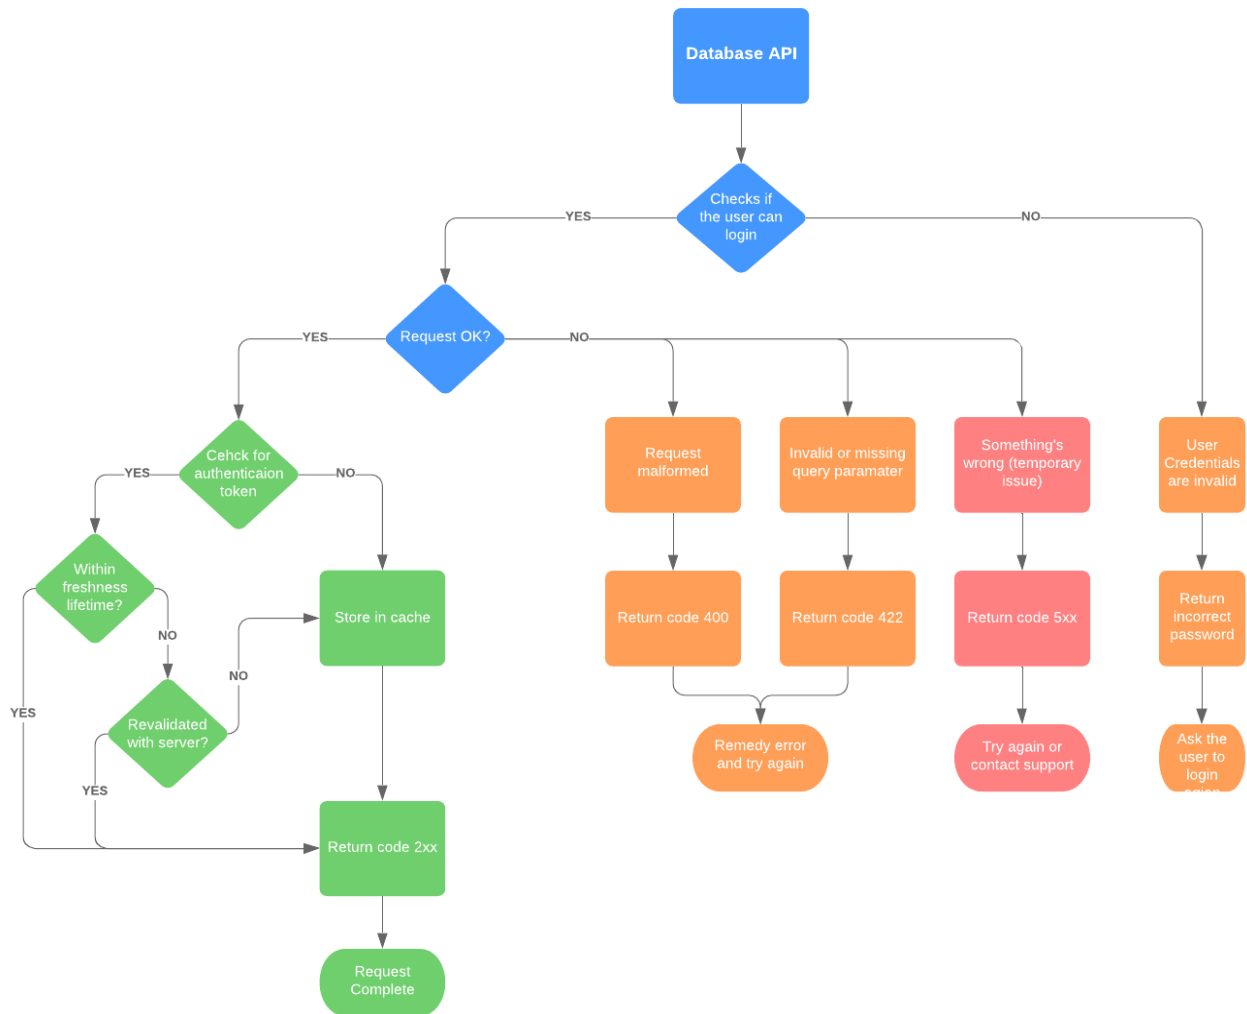 Database API
Checks if
the user can
login
YES
NO
Request OK?
YES
NO
Cehck for
authenticaion
token
YES
NO
Request
malformed
Invalid or missing
query paramater
Something's
wrong (temporary
issue)
User
Credentials
are invalid
Within
freshness
lifetime?
NO
YES
Store in cache
Return code 400
Return code 422
Return code 5xx
Return
incorrect
password
Revalidated
with server?
NO
YES
Remedy error
and try again
Try again or
contact support
Ask the
user to
login
Return code 2xx
Request
Complete